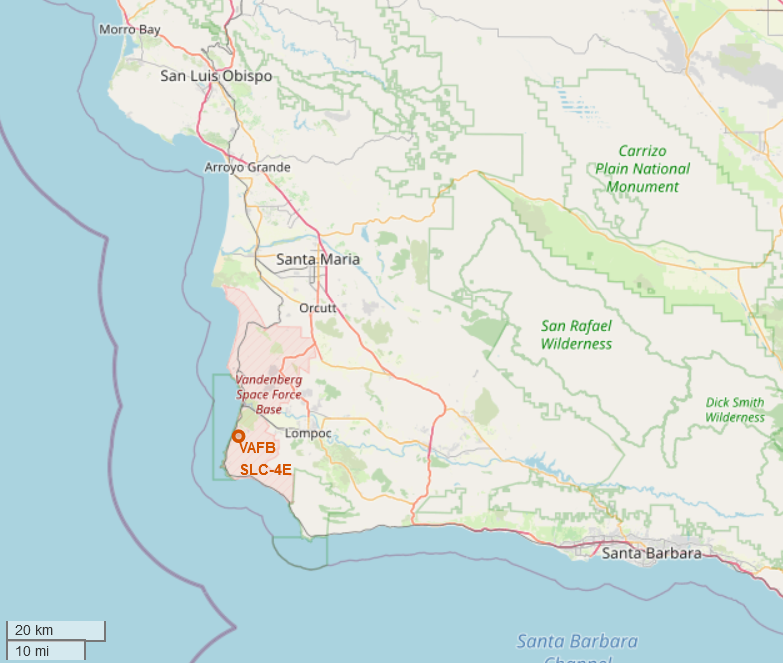 Morro Bay
San Luis Obispo
Carrizo
Plain National
Monument
Arroyo Grande
Santa Maria
Orcutt
San Rafael
Wilderness
Vandenberg
Space Force
Base
Dick Smith
Wilderness
Lompoc
VAFB
SLC-4E
Santa Barbara
20 km
10 mi
Santa Barbara
Channel